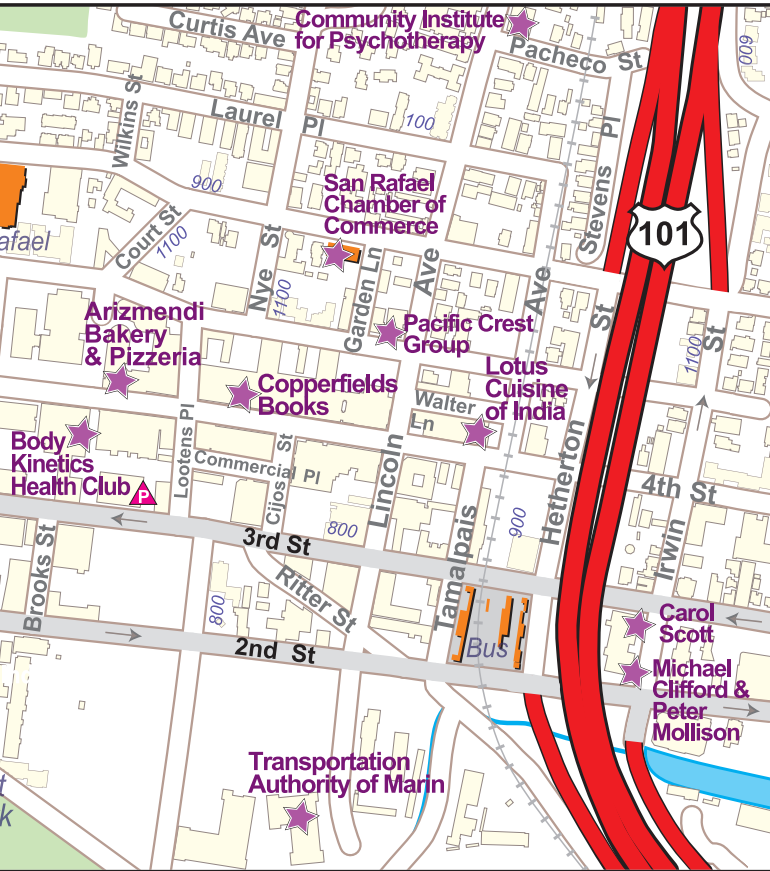 Curtis Ave
Community Institute
for Psychotherapy
Pacheco St
600
Wilkins St
Laurel Pl
100
Stevens Pl
900
San Rafael
Chamber of
Commerce
101
afael
Court St
1100
Nye St
1100
Garden Ln
Ave
Ave
St
St
1100
Arizmendi
Bakery
& Pizzeria
Pacific Crest
Group
Lotus
Cuisine
of India
Copperfields
Books
Walter
Ln
Body
Kinetics
Health Club
P
Lootens Pl
Commercial Pl
Cijos St
Lincoln
Hetherton
4th St
3rd St
800
900
Tamalpais
Irwin
Brooks St
800
Ritter St
2nd St
Bus
Carol
Scott
Michael
Clifford &
Peter
Mollison
Transportation
Authority of Marin
t
k